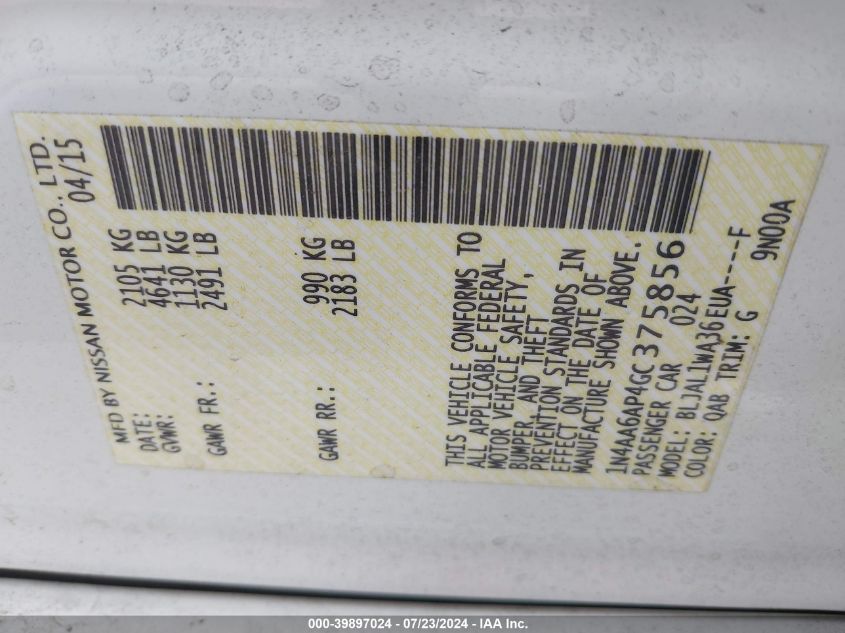 MFD BY NISSAN MOTOR CO., LTD.
DATE: 04/15
GVWR: 2105 KG
4641 LB
GAWR FR.: 1130 KG
2491 LB
GAWR RR.: 990 KG
2183 LB
THIS VEHICLE CONFORMS TO
ALL APPLICABLE FEDERAL
MOTOR VEHICLE SAFETY,
BUMPER, AND THEFT
PREVENTION STANDARDS IN
EFFECT ON THE DATE OF
MANUFACTURE SHOWN ABOVE.
1N4AA6AP4GC375856
PASSENGER CAR 024
MODEL: BLJAL1WA36EUA----F
COLOR: QAB TRIM: G 9N00A
000-39897024 / 07/23/2024 - IAA Inc.